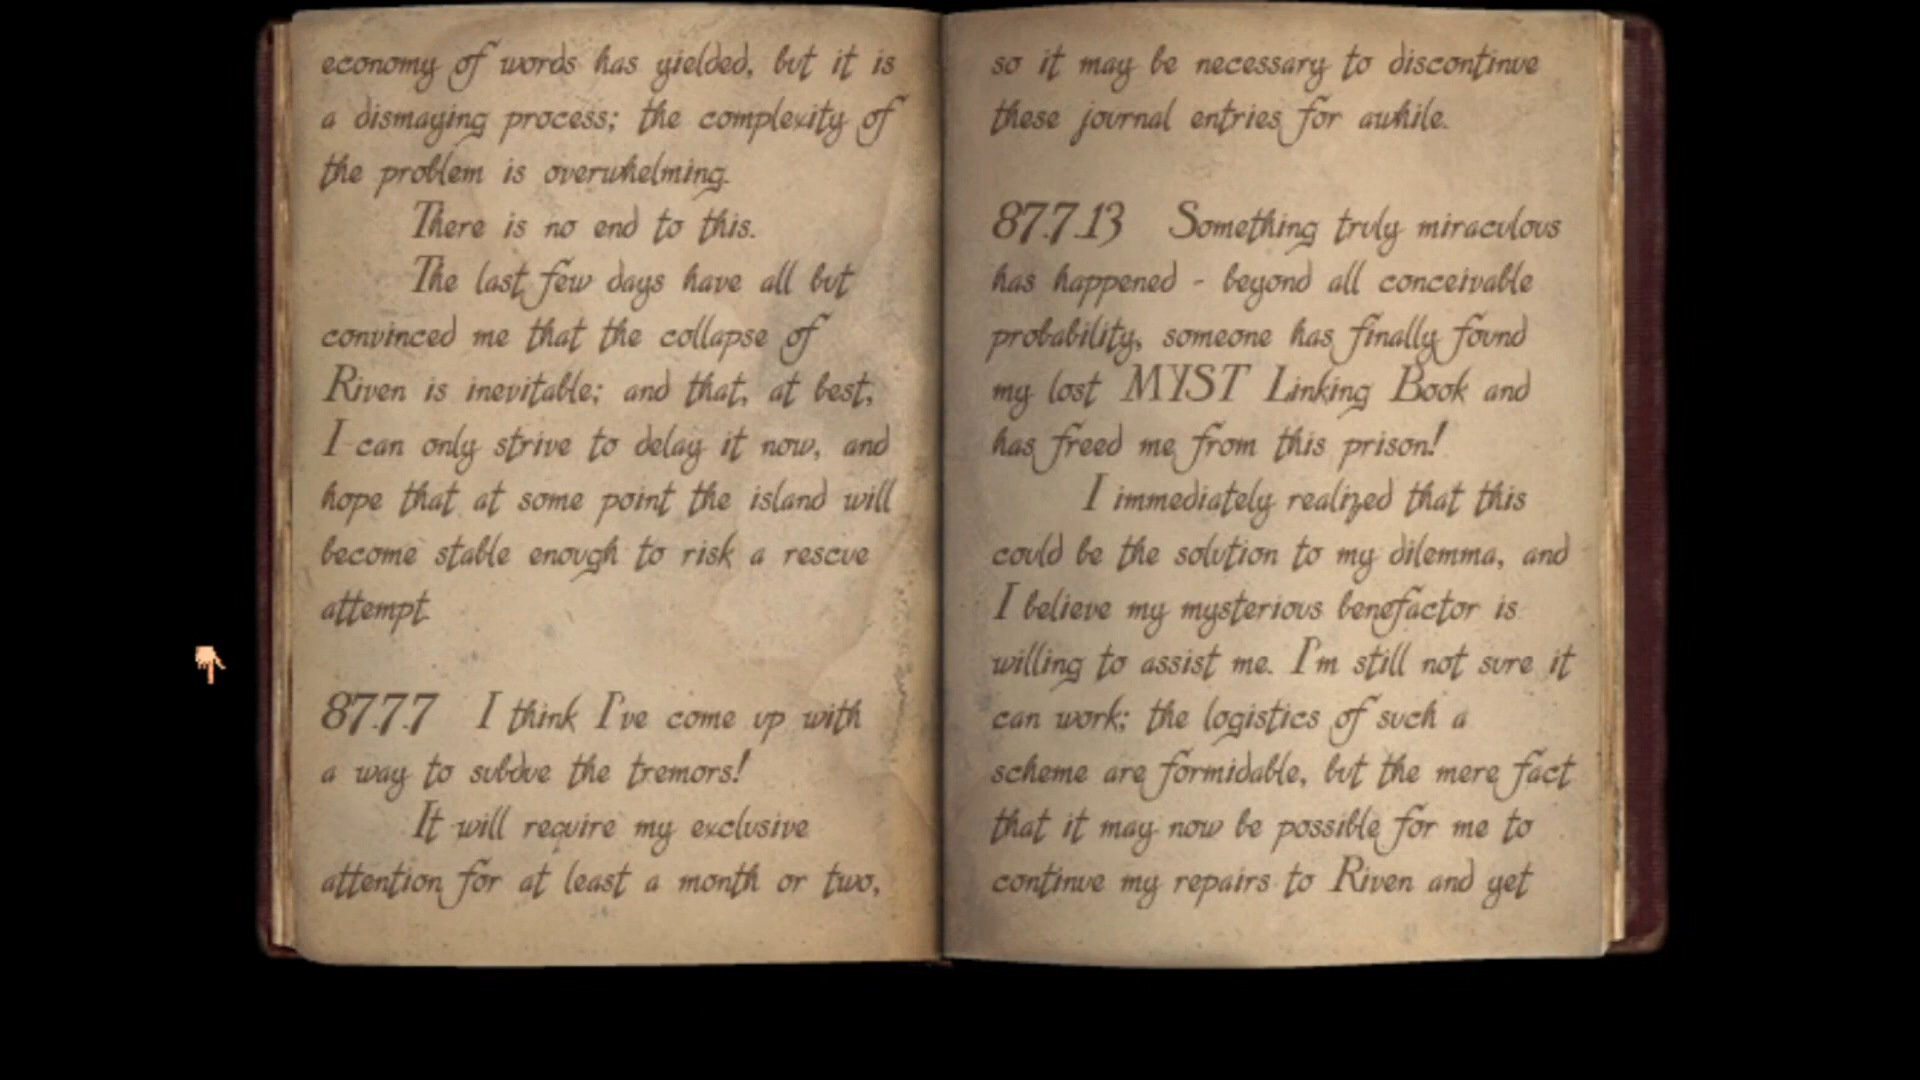 economy of words has yielded, but it is
a dismaying process; the complexity of
the problem is overwhelming.
There is no end to this.
The last few days have all but
convinced me that the collapse of
Riven is inevitable; and that, at best,
I can only strive to delay it now, and
hope that at some point the island will
become stable enough to risk a rescue
attempt.
87.7.7 I think I've come up with
a way to subdue the tremors!
It will require my exclusive
attention for at least a month or two,
so it may be necessary to discontinue
these journal entries for awhile.
87.7.13 Something truly miraculous
has happened - beyond all conceivable
probability, someone has finally found
my lost MYST Linking Book and
has freed me from this prison!
I immediately realized that this
could be the solution to my dilemma, and
I believe my mysterious benefactor is
willing to assist me. I'm still not sure it
can work; the logistics of such a
scheme are formidable, but the mere fact
that it may now be possible for me to
continue my repairs to Riven and get